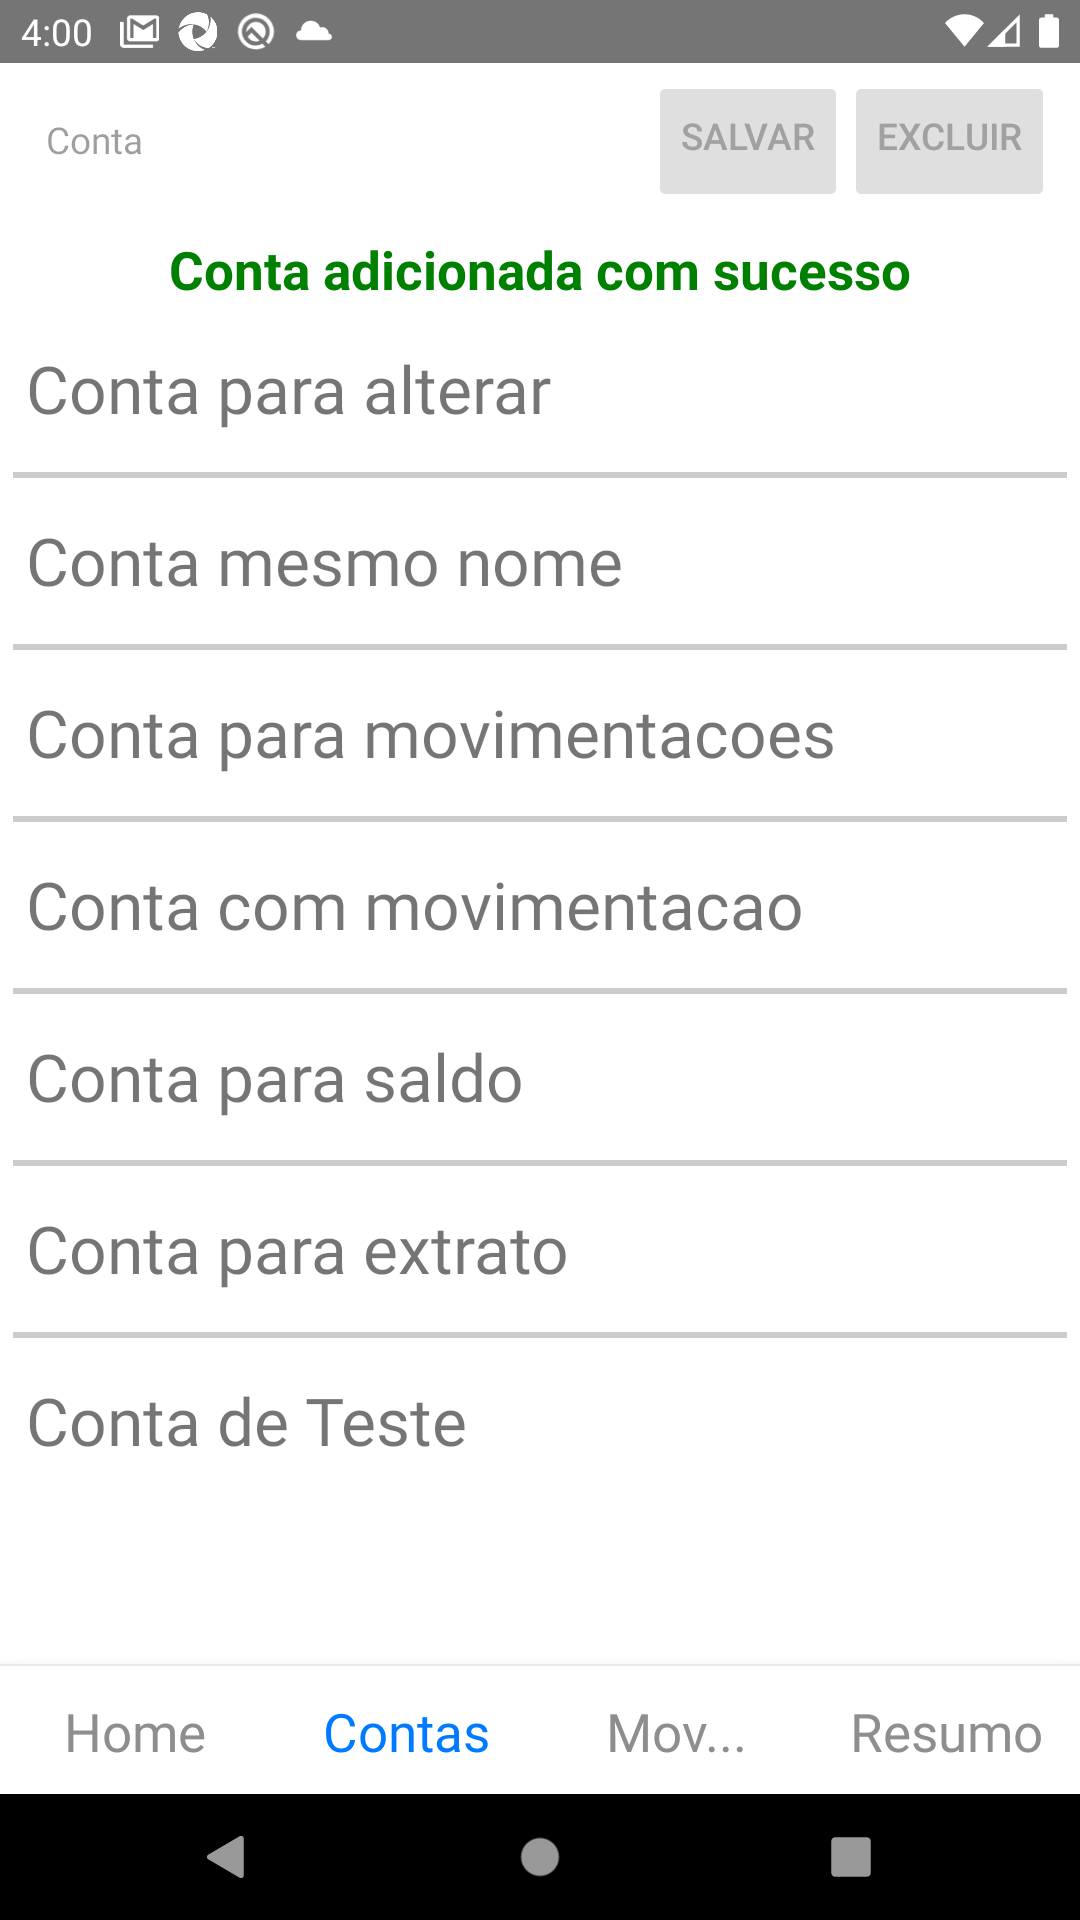 4:00
Conta
SALVAR
EXCLUIR
Conta adicionada com sucesso
Conta para alterar
Conta mesmo nome
Conta para movimentacoes
Conta com movimentacao
Conta para saldo
Conta para extrato
Conta de Teste
Home
Contas
Mov...
Resumo